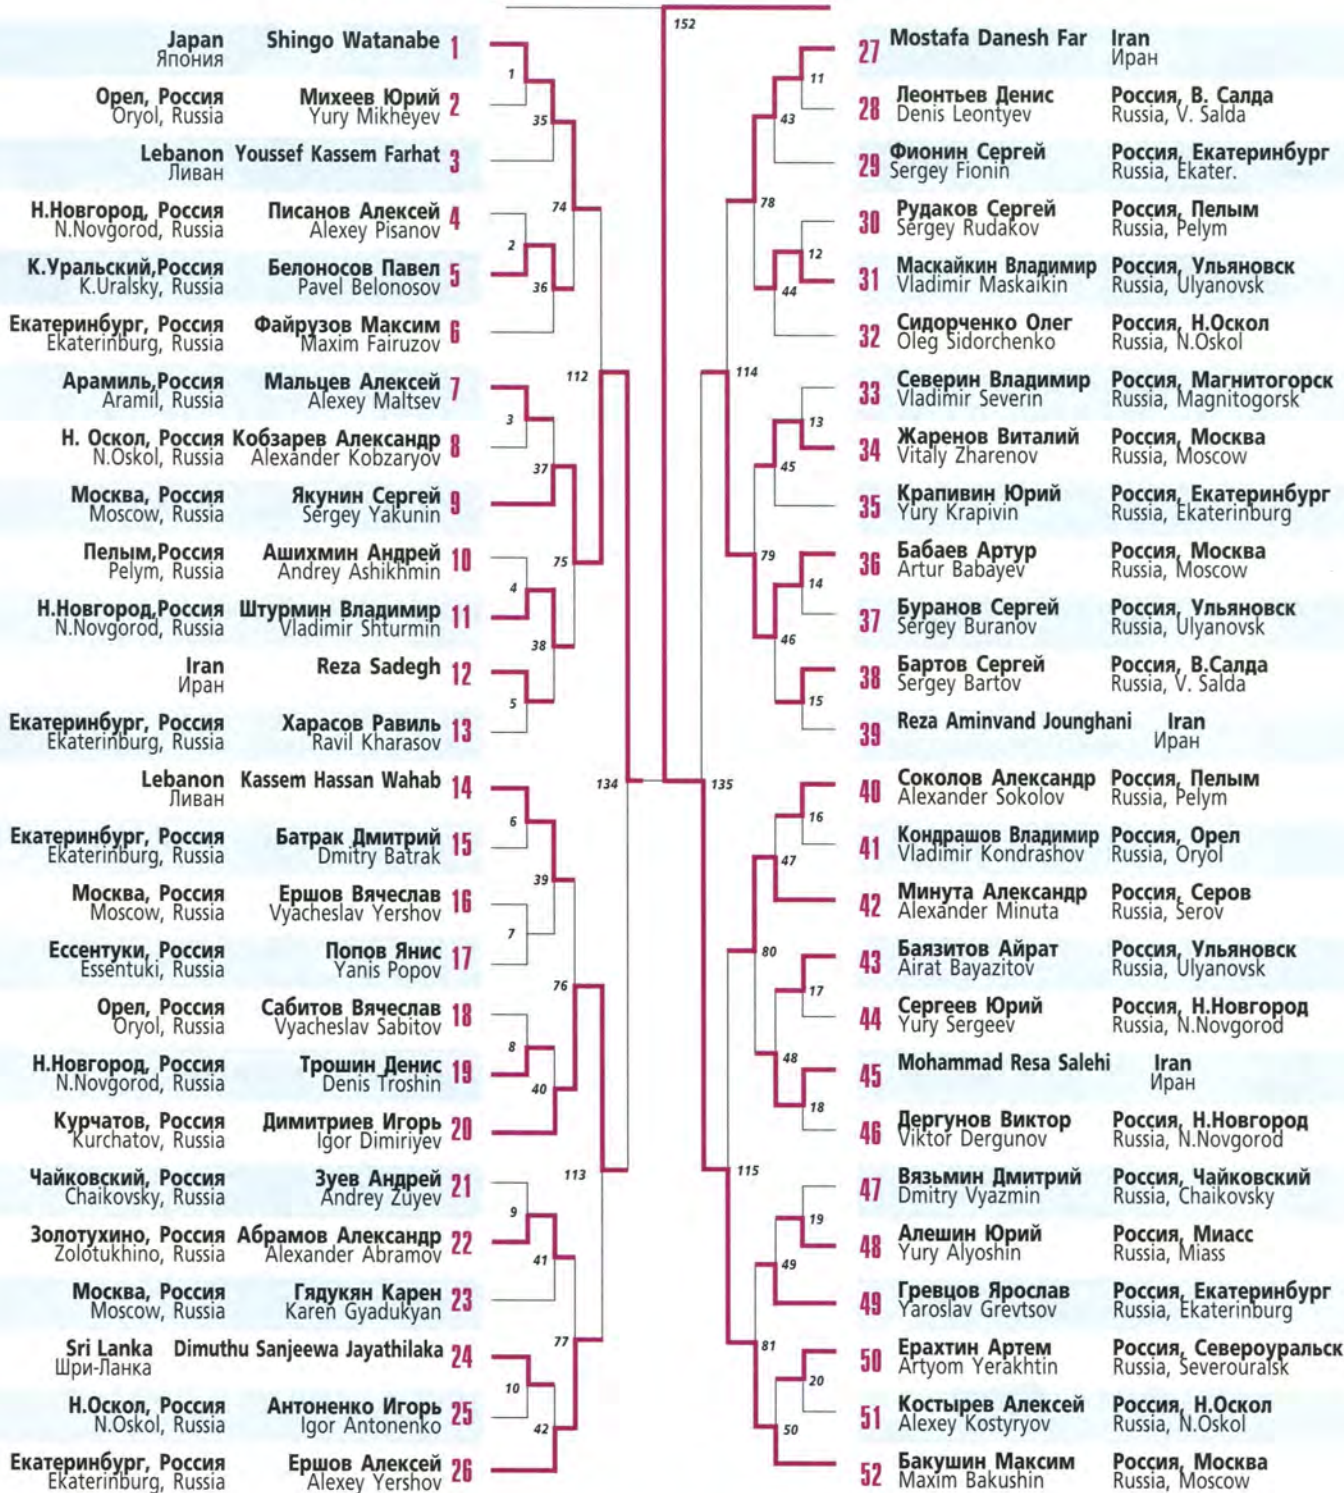 152
Japan Shingo Watanabe 1
Япония
Орел, Россия Михеев Юрий 2
Oryol, Russia Yury Mikheyev
Lebanon Youssef Kassem Farhat 3
Ливан
Н.Новгород, Россия Писанов Алексей 4
N.Novgorod, Russia Alexey Pisanov
К.Уральский,Россия Белоносов Павел 5
K.Uralsky, Russia Pavel Belonosov
Екатеринбург, Россия Файрузов Максим 6
Ekaterinburg, Russia Maxim Fairuzov
Арамиль,Россия Мальцев Алексей 7
Aramil, Russia Alexey Maltsev
Н. Оскол, Россия Кобзарев Александр 8
N.Oskol, Russia Alexander Kobzaryov
Москва, Россия Якунин Сергей 9
Moscow, Russia Sergey Yakunin
Пелым,Россия Ашихмин Андрей 10
Pelym, Russia Andrey Ashikhmin
Н.Новгород,Россия Штурмин Владимир 11
N.Novgorod, Russia Vladimir Shturmin
Iran Reza Sadegh 12
Иран
Екатеринбург, Россия Харасов Равиль 13
Ekaterinburg, Russia Ravil Kharasov
Lebanon Kassem Hassan Wahab 14
Ливан
Екатеринбург, Россия Батрак Дмитрий 15
Ekaterinburg, Russia Dmitry Batrak
Москва, Россия Ершов Вячеслав 16
Moscow, Russia Vyacheslav Yershov
Ессентуки, Россия Попов Янис 17
Essentuki, Russia Yanis Popov
Орел, Россия Сабитов Вячеслав 18
Oryol, Russia Vyacheslav Sabitov
Н.Новгород, Россия Трошин Денис 19
N.Novgorod, Russia Denis Troshin
Курчатов, Россия Димитриев Игорь 20
Kurchatov, Russia Igor Dimiriyev
Чайковский, Россия Зуев Андрей 21
Chaikovsky, Russia Andrey Zuyev
Золотухино, Россия Абрамов Александр 22
Zolotukhino, Russia Alexander Abramov
Москва, Россия Гядукян Карен 23
Moscow, Russia Karen Gyadukyan
Sri Lanka Dimuthu Sanjeewa Jayathilaka 24
Шри-Ланка
Н.Оскол, Россия Антоненко Игорь 25
N.Oskol, Russia Igor Antonenko
Екатеринбург, Россия Ершов Алексей 26
Ekaterinburg, Russia Alexey Yershov
1
2
3
4
5
6
7
8
9
10
35
36
37
38
39
40
41
42
74
75
76
77
112
113
134
135
114
115
78
79
80
81
43
44
45
46
47
48
49
50
11
12
13
14
15
16
17
18
19
20
27 Mostafa Danesh Far Iran
Иран
28 Леонтьев Денис Россия, В. Салда
Denis Leontyev Russia, V. Salda
29 Фионин Сергей Россия, Екатеринбург
Sergey Fionin Russia, Ekater.
30 Рудаков Сергей Россия, Пелым
Sergey Rudakov Russia, Pelym
31 Маскайкин Владимир Россия, Ульяновск
Vladimir Maskaikin Russia, Ulyanovsk
32 Сидорченко Олег Россия, Н.Оскол
Oleg Sidorchenko Russia, N.Oskol
33 Северин Владимир Россия, Магнитогорск
Vladimir Severin Russia, Magnitogorsk
34 Жаренов Виталий Россия, Москва
Vitaly Zharenov Russia, Moscow
35 Крапивин Юрий Россия, Екатеринбург
Yury Krapivin Russia, Ekaterinburg
36 Бабаев Артур Россия, Москва
Artur Babayev Russia, Moscow
37 Буранов Сергей Россия, Ульяновск
Sergey Buranov Russia, Ulyanovsk
38 Бартов Сергей Россия, В.Салда
Sergey Bartov Russia, V. Salda
39 Reza Aminvand Jounghani Iran
Иран
40 Соколов Александр Россия, Пелым
Alexander Sokolov Russia, Pelym
41 Кондрашов Владимир Россия, Орел
Vladimir Kondrashov Russia, Oryol
42 Минута Александр Россия, Серов
Alexander Minuta Russia, Serov
43 Баязитов Айрат Россия, Ульяновск
Airat Bayazitov Russia, Ulyanovsk
44 Сергеев Юрий Россия, Н.Новгород
Yury Sergeev Russia, N.Novgorod
45 Mohammad Resa Salehi Iran
Иран
46 Дергунов Виктор Россия, Н.Новгород
Viktor Dergunov Russia, N.Novgorod
47 Вязьмин Дмитрий Россия, Чайковский
Dmitry Vyazmin Russia, Chaikovsky
48 Алешин Юрий Россия, Миасс
Yury Alyoshin Russia, Miass
49 Гревцов Ярослав Россия, Екатеринбург
Yaroslav Grevtsov Russia, Ekaterinburg
50 Ерахтин Артем Россия, Североуральск
Artyom Yerakhtin Russia, Severouralsk
51 Костырев Алексей Россия, Н.Оскол
Alexey Kostyryov Russia, N.Oskol
52 Бакушин Максим Россия, Москва
Maxim Bakushin Russia, Moscow